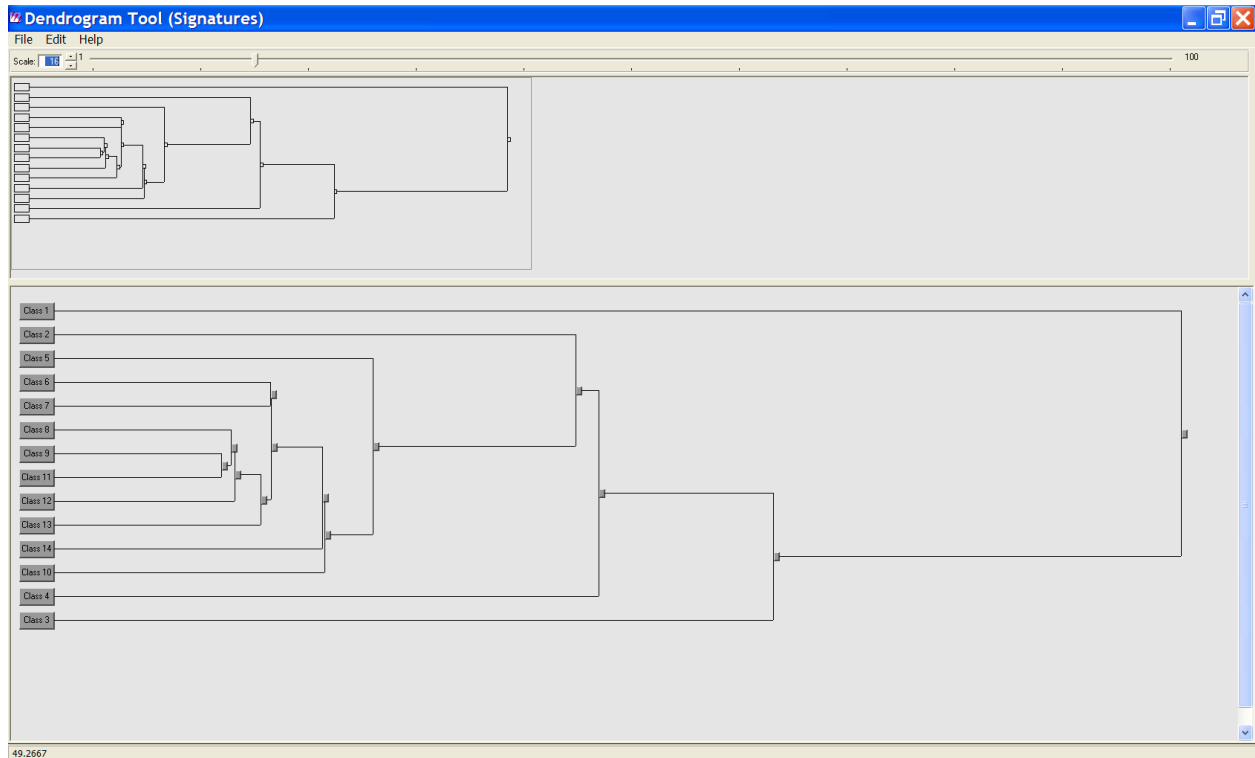 Dendrogram Tool (Signatures)
File Edit Help
Scale: 16 1 100
Class 1
Class 2
Class 5
Class 6
Class 7
Class 8
Class 9
Class 11
Class 12
Class 13
Class 14
Class 10
Class 4
Class 3
49.2667